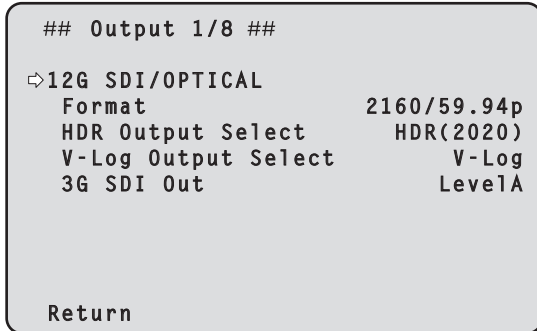 ## Output 1/8 ##
⇨12G SDI/OPTICAL
Format 2160/59.94p
HDR Output Select HDR(2020)
V-Log Output Select V-Log
3G SDI Out LevelA
Return